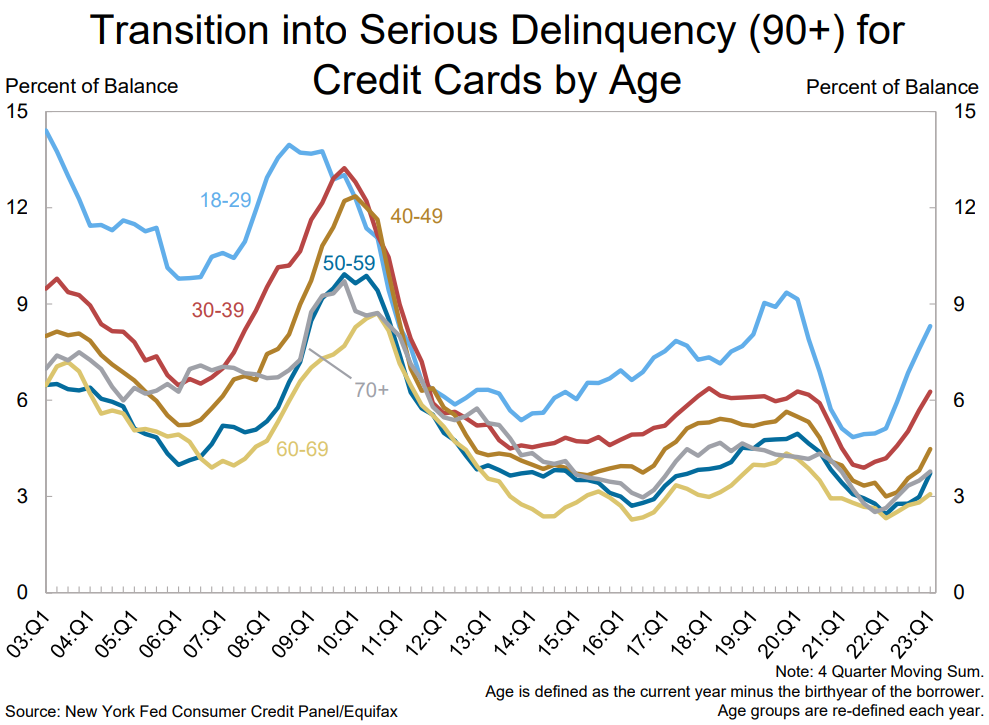 Transition into Serious Delinquency (90+) for
Credit Cards by Age
Percent of Balance
Percent of Balance
15
15
12
12
9
9
6
6
3
3
0
0
18-29
30-39
40-49
50-59
70+
60-69
03:Q1
04:Q1
05:Q1
06:Q1
07:Q1
08:Q1
09:Q1
10:Q1
11:Q1
12:Q1
13:Q1
14:Q1
15:Q1
16:Q1
17:Q1
18:Q1
19:Q1
20:Q1
21:Q1
22:Q1
23:Q1
Note: 4 Quarter Moving Sum.
Age is defined as the current year minus the birthyear of the borrower.
Source: New York Fed Consumer Credit Panel/Equifax
Age groups are re-defined each year.